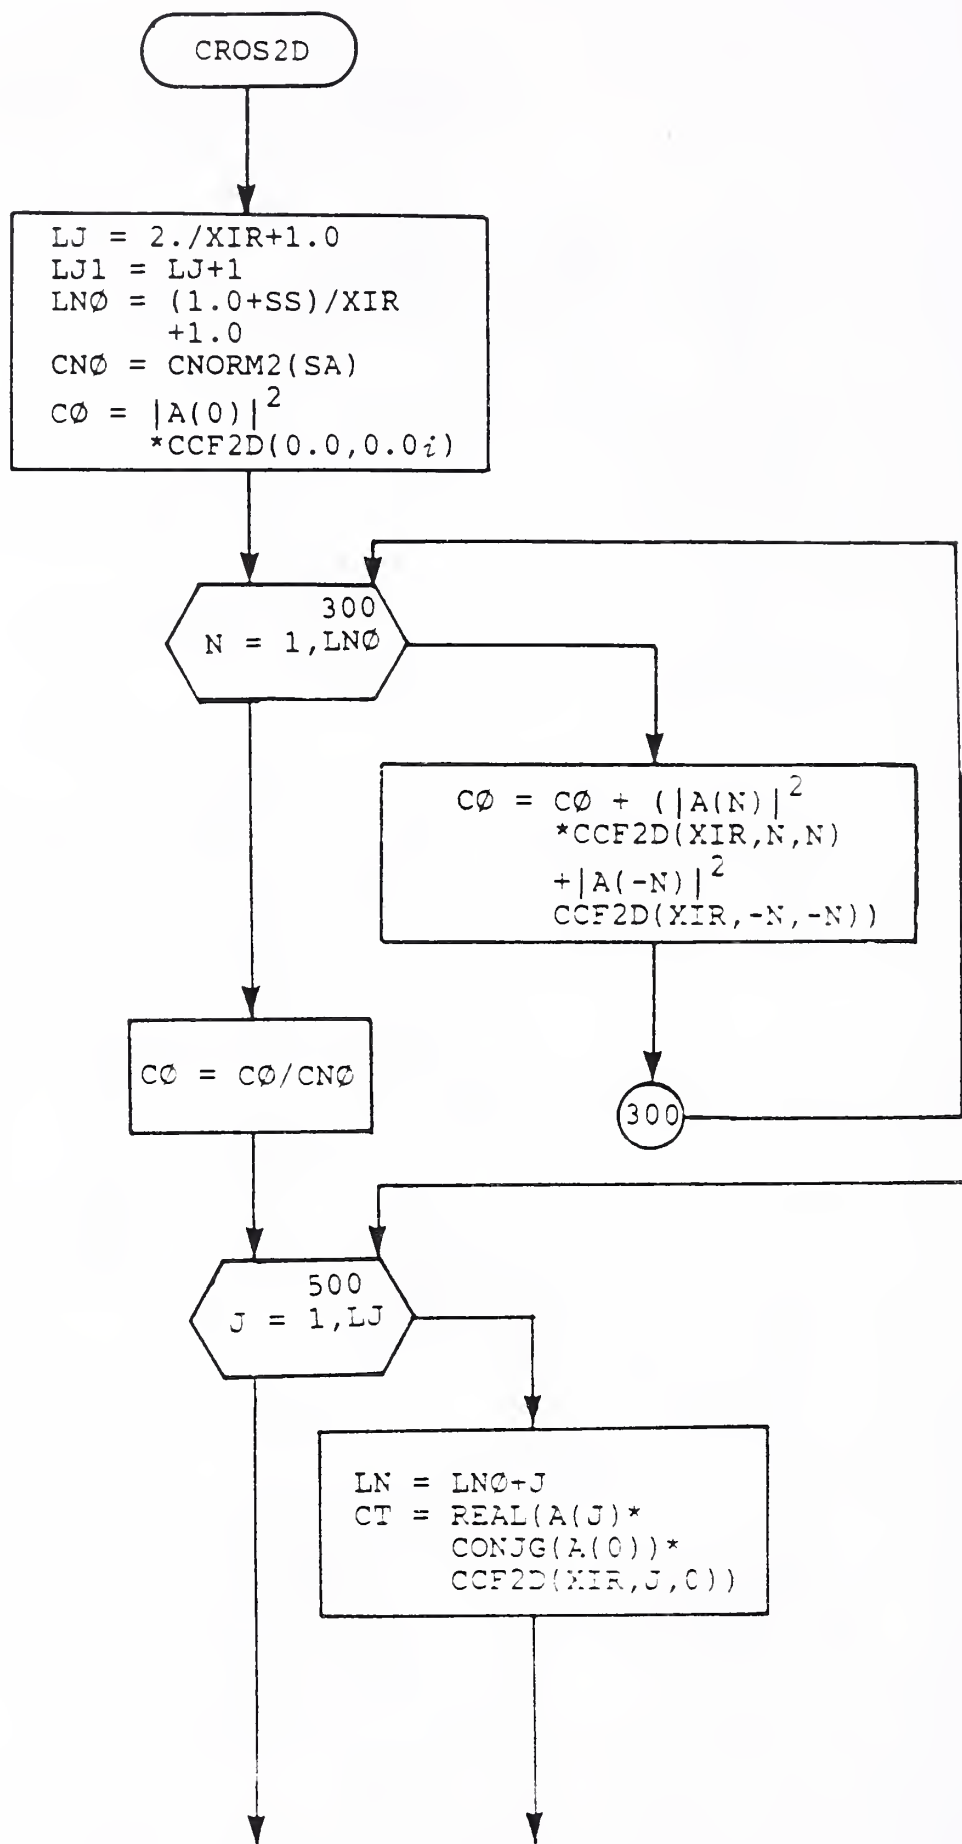 CROS2D
LJ = 2./XIR+1.0
LJ1 = LJ+1
LNØ = (1.0+SS)/XIR
+1.0
CNØ = CNORM2(SA)
CØ = |A(0)|²
*CCF2D(0.0,0.0i)
300
N = 1,LNØ
CØ = CØ + (|A(N)|²
*CCF2D(XIR,N,N)
+|A(-N)|²
CCF2D(XIR,-N,-N))
CØ = CØ/CNØ
300
500
J = 1,LJ
LN = LNØ+J
CT = REAL(A(J)*
CONJG(A(0))*
CCF2D(XIR,J,0))